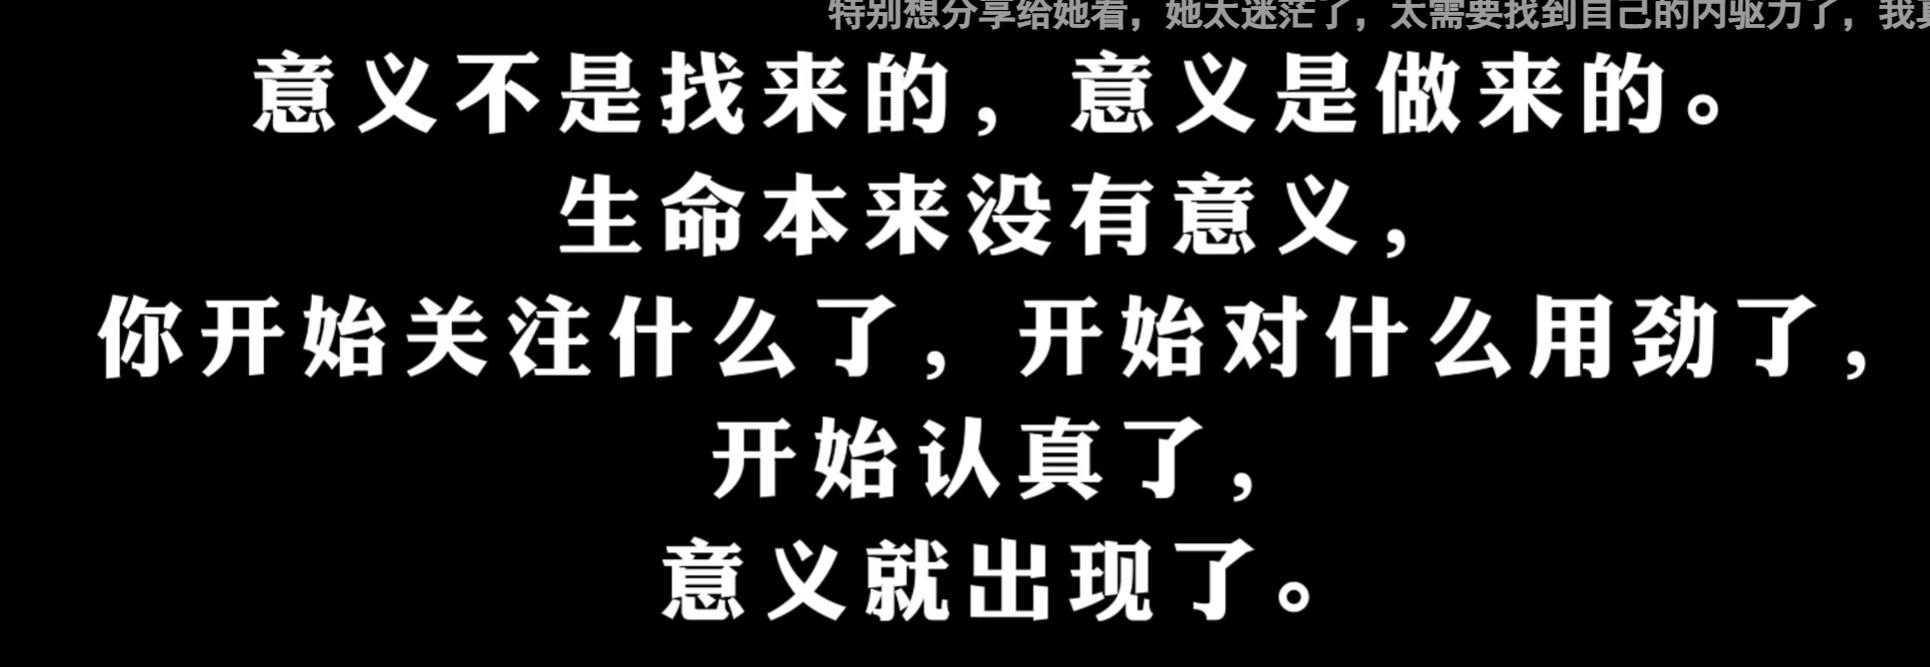 特别想分享给她看，她太迷茫了，太需要找到自己的内驱力了，我真
意义不是找来的，意义是做来的。
生命本来没有意义，
你开始关注什么了，开始对什么用劲了，
开始认真了，
意义就出现了。